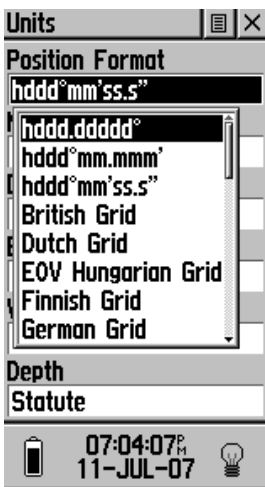 Units
Position Format
hddd°mm'ss.s"
hddd.ddddd°
hddd°mm.mmm'
hddd°mm'ss.s"
British Grid
Dutch Grid
EOV Hungarian Grid
Finnish Grid
German Grid
Depth
Statute
07:04:07PM
11-JUL-07